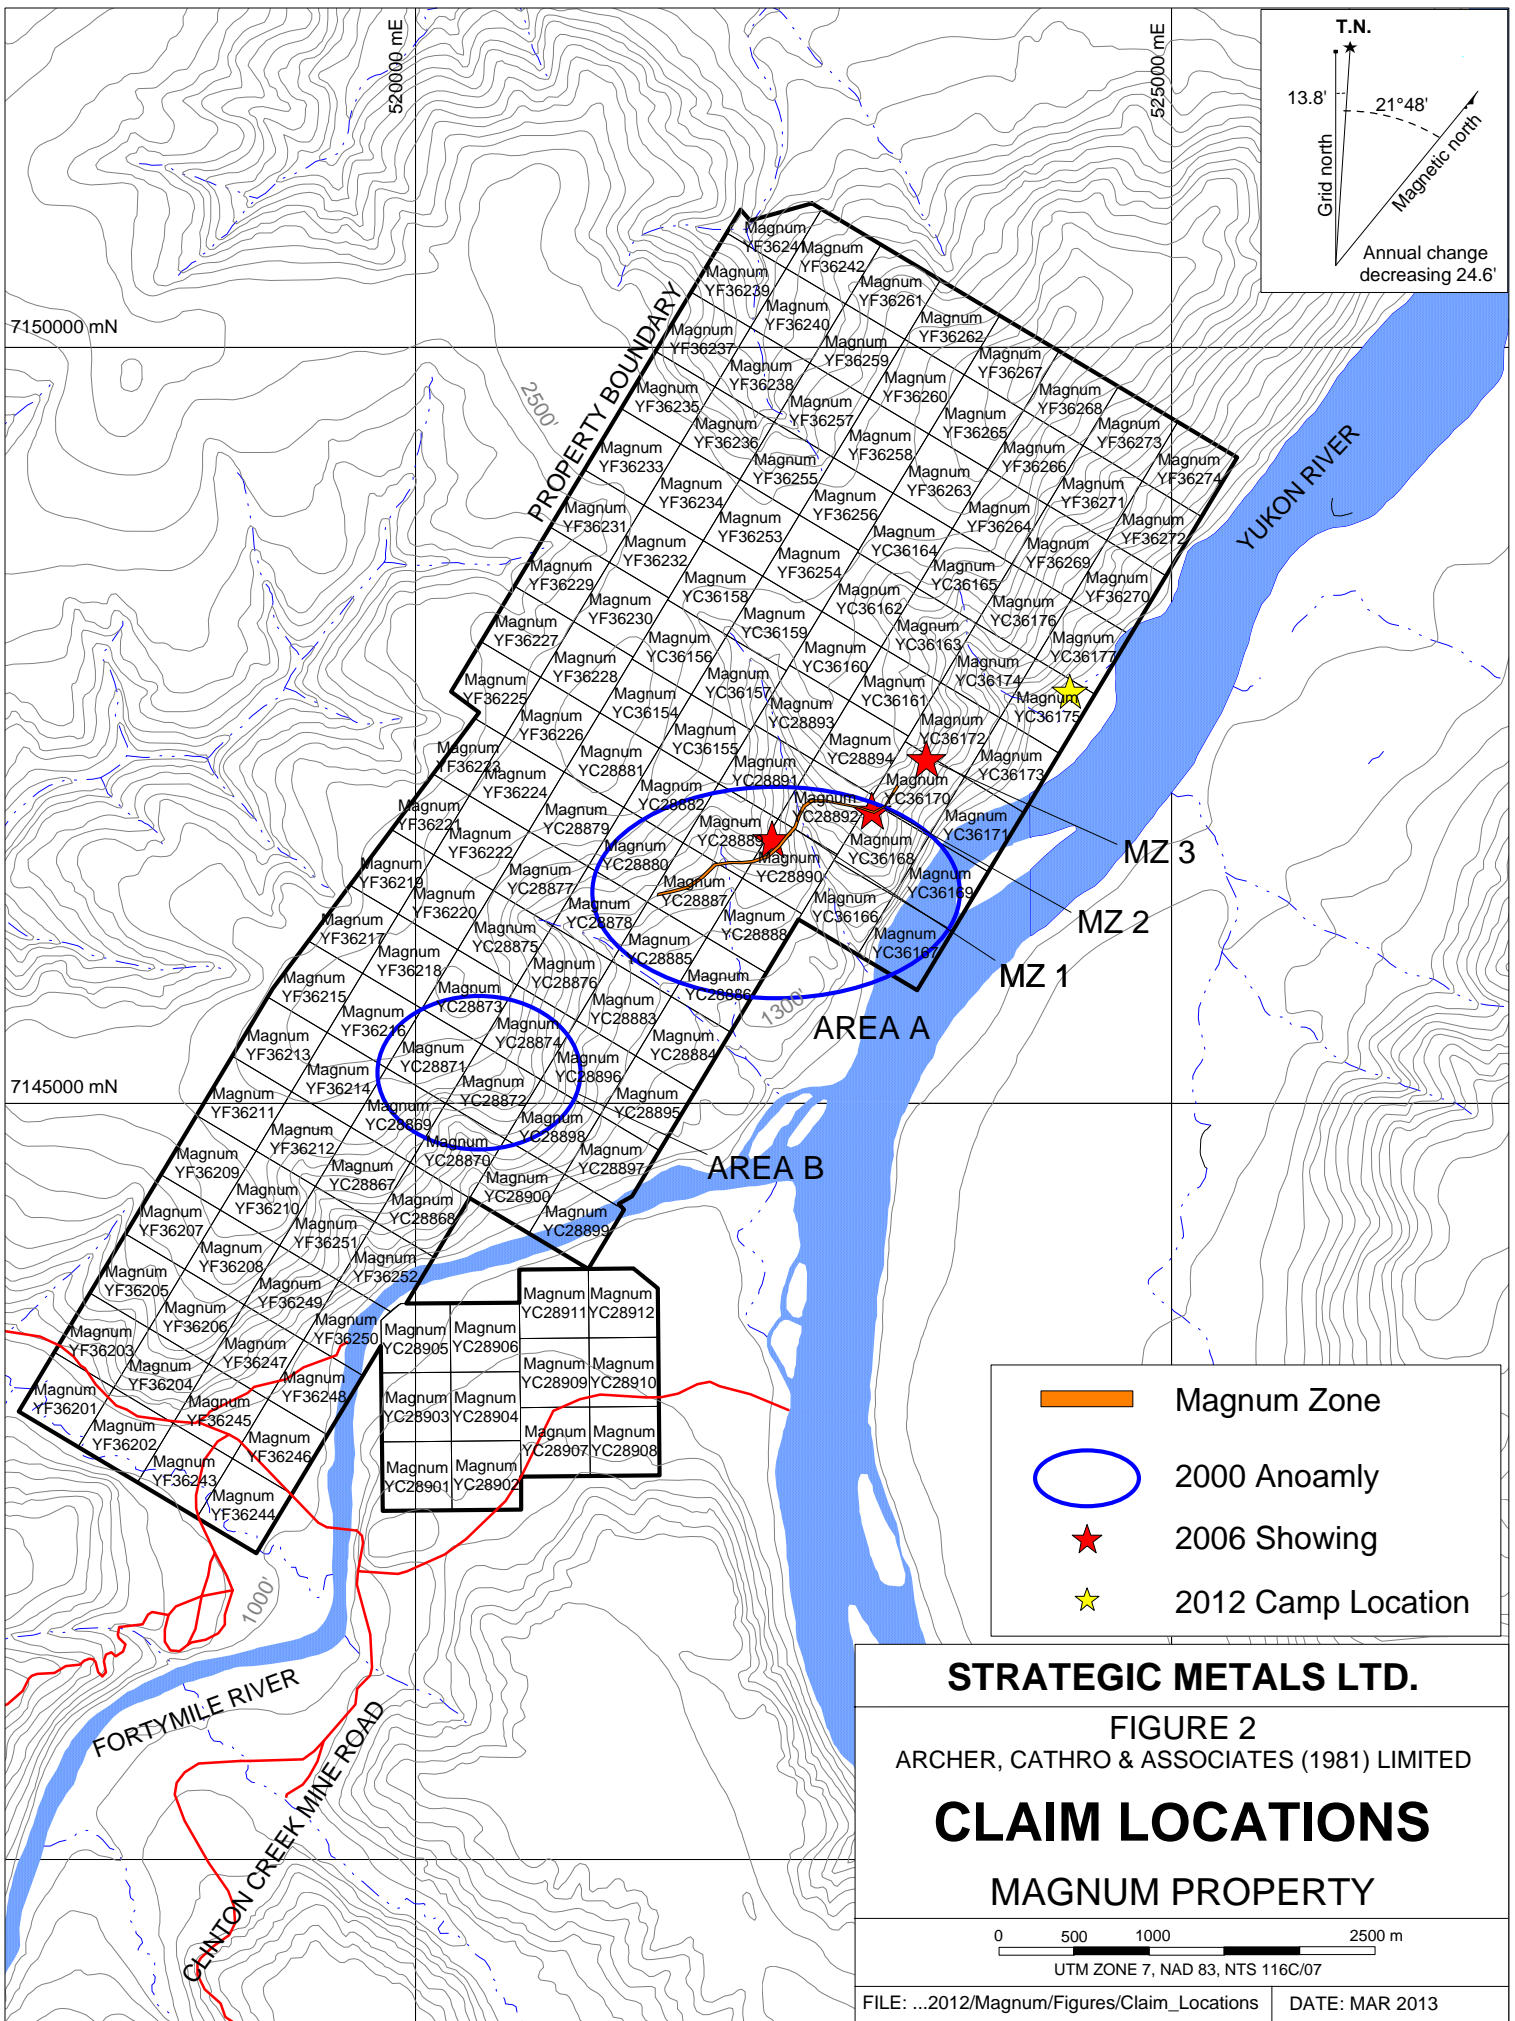 520000 mE
525000 mE
T.N.
13.8'
21°48'
Grid north
Magnetic north
Annual change
decreasing 24.6'
7150000 mN
7145000 mN
PROPERTY BOUNDARY
2500'
YUKON RIVER
Magnum
YF36241
Magnum
YF36242
Magnum
YF36239
Magnum
YF36240
Magnum
YF36261
Magnum
YF36262
Magnum
YF36237
Magnum
YF36238
Magnum
YF36259
Magnum
YF36260
Magnum
YF36267
Magnum
YF36268
Magnum
YF36235
Magnum
YF36236
Magnum
YF36257
Magnum
YF36258
Magnum
YF36265
Magnum
YF36266
Magnum
YF36273
Magnum
YF36274
Magnum
YF36233
Magnum
YF36234
Magnum
YF36255
Magnum
YF36256
Magnum
YF36263
Magnum
YF36264
Magnum
YF36271
Magnum
YF36272
Magnum
YF36231
Magnum
YF36232
Magnum
YF36253
Magnum
YF36254
Magnum
YC36164
Magnum
YC36165
Magnum
YF36269
Magnum
YF36270
Magnum
YF36229
Magnum
YF36230
Magnum
YC36158
Magnum
YC36159
Magnum
YC36162
Magnum
YC36163
Magnum
YC36176
Magnum
YC36177
Magnum
YF36227
Magnum
YF36228
Magnum
YC36156
Magnum
YC36157
Magnum
YC36160
Magnum
YC36161
Magnum
YC36174
Magnum
YC36175
Magnum
YF36225
Magnum
YF36226
Magnum
YC36154
Magnum
YC36155
Magnum
YC28893
Magnum
YC28894
Magnum
YC36172
Magnum
YC36173
Magnum
YF36223
Magnum
YF36224
Magnum
YC28881
Magnum
YC28882
Magnum
YC28891
Magnum
YC28892
Magnum
YC36170
Magnum
YC36171
Magnum
YF36221
Magnum
YF36222
Magnum
YC28879
Magnum
YC28880
Magnum
YC28889
Magnum
YC28890
Magnum
YC36168
Magnum
YC36169
Magnum
YF36219
Magnum
YF36220
Magnum
YC28877
Magnum
YC28878
Magnum
YC28887
Magnum
YC28888
Magnum
YC36166
Magnum
YC36167
Magnum
YF36217
Magnum
YF36218
Magnum
YC28875
Magnum
YC28876
Magnum
YC28885
Magnum
YC28886
Magnum
YF36215
Magnum
YF36216
Magnum
YC28873
Magnum
YC28874
Magnum
YC28883
Magnum
YC28884
Magnum
YF36213
Magnum
YF36214
Magnum
YC28871
Magnum
YC28872
Magnum
YC28896
Magnum
YC28895
Magnum
YF36211
Magnum
YF36212
Magnum
YC28869
Magnum
YC28870
Magnum
YC28898
Magnum
YC28897
Magnum
YF36209
Magnum
YF36210
Magnum
YC28867
Magnum
YC28868
Magnum
YC28900
Magnum
YC28899
Magnum
YF36207
Magnum
YF36208
Magnum
YF36251
Magnum
YF36252
Magnum
YF36205
Magnum
YF36206
Magnum
YF36249
Magnum
YF36250
Magnum
YF36203
Magnum
YF36204
Magnum
YF36247
Magnum
YF36248
Magnum
YF36201
Magnum
YF36202
Magnum
YF36245
Magnum
YF36246
Magnum
YF36243
Magnum
YF36244
Magnum
YC28911
Magnum
YC28912
Magnum
YC28905
Magnum
YC28906
Magnum
YC28909
Magnum
YC28910
Magnum
YC28903
Magnum
YC28904
Magnum
YC28907
Magnum
YC28908
Magnum
YC28901
Magnum
YC28902
MZ 3
MZ 2
MZ 1
1300'
AREA A
AREA B
1000'
FORTYMILE RIVER
CLINTON CREEK MINE ROAD
Magnum Zone
2000 Anoamly
2006 Showing
2012 Camp Location
STRATEGIC METALS LTD.
FIGURE 2
ARCHER, CATHRO & ASSOCIATES (1981) LIMITED
CLAIM LOCATIONS
MAGNUM PROPERTY
0 500 1000 2500 m
UTM ZONE 7, NAD 83, NTS 116C/07
FILE: ...2012/Magnum/Figures/Claim_Locations
DATE: MAR 2013